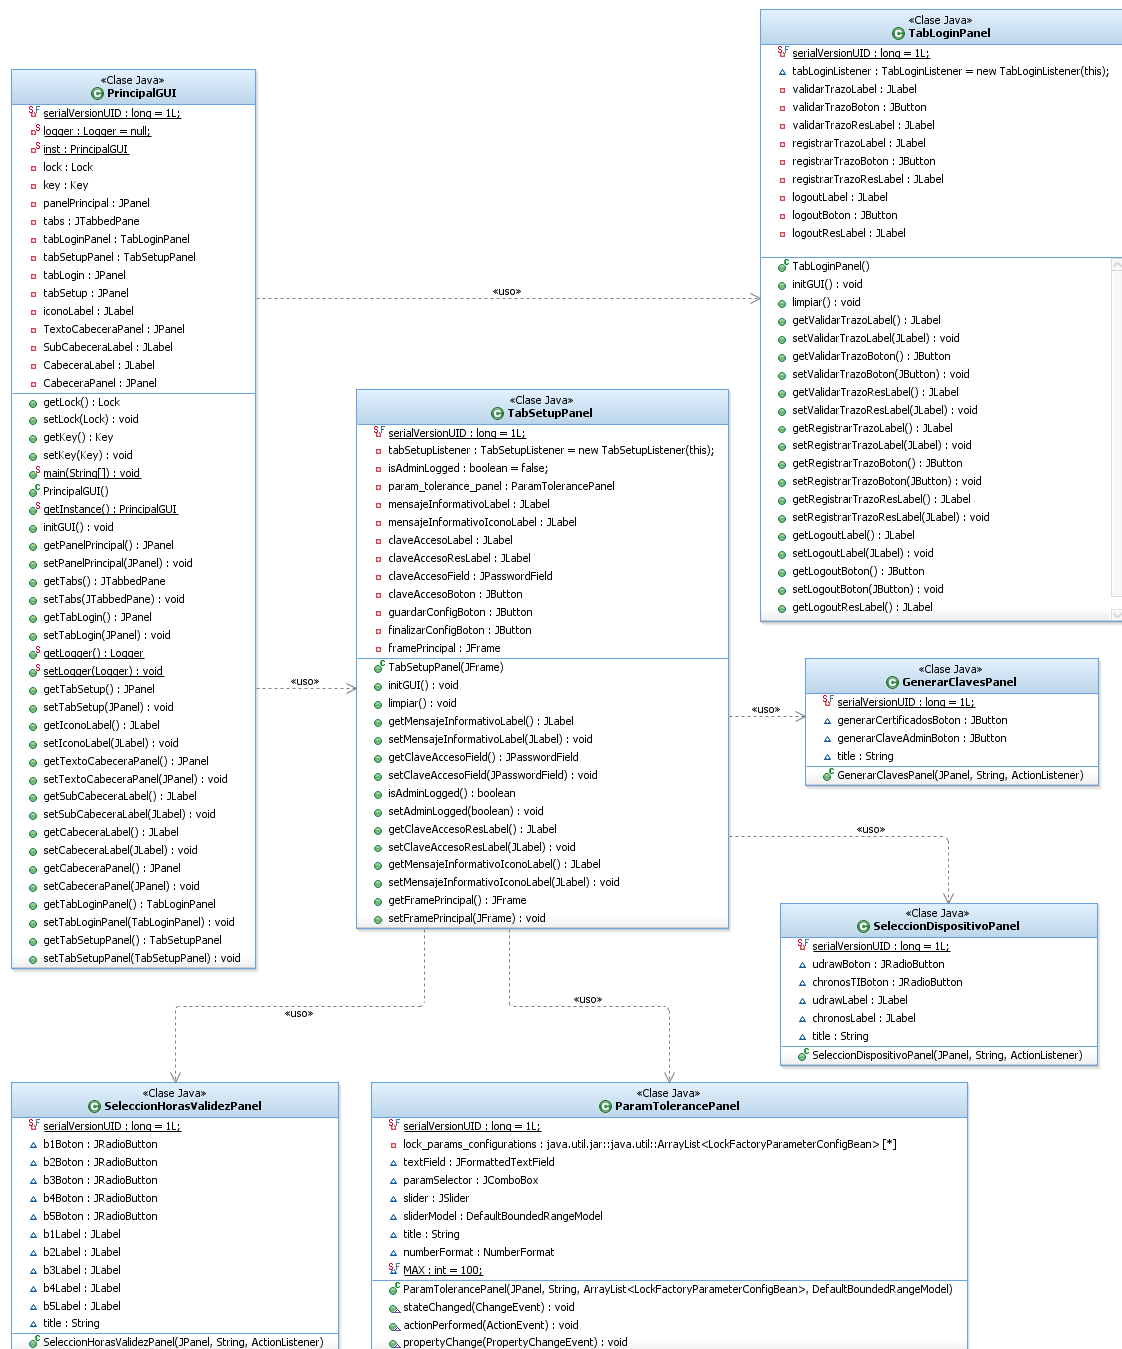 «Clase Java»
PrincipalGUI
serialVersionUID : long = 1L;
logger : Logger = null;
inst : PrincipalGUI
lock : Lock
key : Key
panelPrincipal : JPanel
tabs : JTabbedPane
tabLoginPanel : TabLoginPanel
tabSetupPanel : TabSetupPanel
tabLogin : JPanel
tabSetup : JPanel
iconoLabel : JLabel
TextoCabeceraPanel : JPanel
SubCabeceraLabel : JLabel
CabeceraLabel : JLabel
CabeceraPanel : JPanel
getLock() : Lock
setLock(Lock) : void
getKey() : Key
setKey(Key) : void
main(String[]) : void
PrincipalGUI()
getInstance() : PrincipalGUI
initGUI() : void
getPanelPrincipal() : JPanel
setPanelPrincipal(JPanel) : void
getTabs() : JTabbedPane
setTabs(JTabbedPane) : void
getTabLogin() : JPanel
setTabLogin(JPanel) : void
getLogger() : Logger
setLogger(Logger) : void
getTabSetup() : JPanel
setTabSetup(JPanel) : void
getIconoLabel() : JLabel
setIconoLabel(JLabel) : void
getTextoCabeceraPanel() : JPanel
setTextoCabeceraPanel(JPanel) : void
getSubCabeceraLabel() : JLabel
setSubCabeceraLabel(JLabel) : void
getCabeceraLabel() : JLabel
setCabeceraLabel(JLabel) : void
getCabeceraPanel() : JPanel
setCabeceraPanel(JPanel) : void
getTabLoginPanel() : TabLoginPanel
setTabLoginPanel(TabLoginPanel) : void
getTabSetupPanel() : TabSetupPanel
setTabSetupPanel(TabSetupPanel) : void
«uso»
«Clase Java»
TabLoginPanel
serialVersionUID : long = 1L;
tabLoginListener : TabLoginListener = new TabLoginListener(this);
validarTrazoLabel : JLabel
validarTrazoBoton : JButton
validarTrazoResLabel : JLabel
registrarTrazoLabel : JLabel
registrarTrazoBoton : JButton
registrarTrazoResLabel : JLabel
logoutLabel : JLabel
logoutBoton : JButton
logoutResLabel : JLabel
TabLoginPanel()
initGUI() : void
limpiar() : void
getValidarTrazoLabel() : JLabel
setValidarTrazoLabel(JLabel) : void
getValidarTrazoBoton() : JButton
setValidarTrazoBoton(JButton) : void
getValidarTrazoResLabel() : JLabel
setValidarTrazoResLabel(JLabel) : void
getRegistrarTrazoLabel() : JLabel
setRegistrarTrazoLabel(JLabel) : void
getRegistrarTrazoBoton() : JButton
setRegistrarTrazoBoton(JButton) : void
getRegistrarTrazoResLabel() : JLabel
setRegistrarTrazoResLabel(JLabel) : void
getLogoutLabel() : JLabel
setLogoutLabel(JLabel) : void
getLogoutBoton() : JButton
setLogoutBoton(JButton) : void
getLogoutResLabel() : JLabel
«uso»
«Clase Java»
TabSetupPanel
serialVersionUID : long = 1L;
tabSetupListener : TabSetupListener = new TabSetupListener(this);
isAdminLogged : boolean = false;
param_tolerance_panel : ParamTolerancePanel
mensajeInformativoLabel : JLabel
mensajeInformativoIconoLabel : JLabel
claveAccesoLabel : JLabel
claveAccesoResLabel : JLabel
claveAccesoField : JPasswordField
claveAccesoBoton : JButton
guardarConfigBoton : JButton
finalizarConfigBoton : JButton
framePrincipal : JFrame
TabSetupPanel(JFrame)
initGUI() : void
limpiar() : void
getMensajeInformativoLabel() : JLabel
setMensajeInformativoLabel(JLabel) : void
getClaveAccesoField() : JPasswordField
setClaveAccesoField(JPasswordField) : void
isAdminLogged() : boolean
setAdminLogged(boolean) : void
getClaveAccesoResLabel() : JLabel
setClaveAccesoResLabel(JLabel) : void
getMensajeInformativoIconoLabel() : JLabel
setMensajeInformativoIconoLabel(JLabel) : void
getFramePrincipal() : JFrame
setFramePrincipal(JFrame) : void
«uso»
«Clase Java»
GenerarClavesPanel
serialVersionUID : long = 1L;
generarCertificadosBoton : JButton
generarClaveAdminBoton : JButton
title : String
GenerarClavesPanel(JPanel, String, ActionListener)
«uso»
«Clase Java»
SeleccionDispositivoPanel
serialVersionUID : long = 1L;
udrawBoton : JRadioButton
chronosTIBoton : JRadioButton
udrawLabel : JLabel
chronosLabel : JLabel
title : String
SeleccionDispositivoPanel(JPanel, String, ActionListener)
«uso»
«Clase Java»
SeleccionHorasValidezPanel
serialVersionUID : long = 1L;
b1Boton : JRadioButton
b2Boton : JRadioButton
b3Boton : JRadioButton
b4Boton : JRadioButton
b5Boton : JRadioButton
b1Label : JLabel
b2Label : JLabel
b3Label : JLabel
b4Label : JLabel
b5Label : JLabel
title : String
SeleccionHorasValidezPanel(JPanel, String, ActionListener)
«uso»
«Clase Java»
ParamTolerancePanel
serialVersionUID : long = 1L;
lock_params_configurations : java.util.jar::java.util::ArrayList<LockFactoryParameterConfigBean> [*]
textField : JFormattedTextField
paramSelector : JComboBox
slider : JSlider
sliderModel : DefaultBoundedRangeModel
title : String
numberFormat : NumberFormat
MAX : int = 100;
ParamTolerancePanel(JPanel, String, ArrayList<LockFactoryParameterConfigBean>, DefaultBoundedRangeModel)
stateChanged(ChangeEvent) : void
actionPerformed(ActionEvent) : void
propertyChange(PropertyChangeEvent) : void